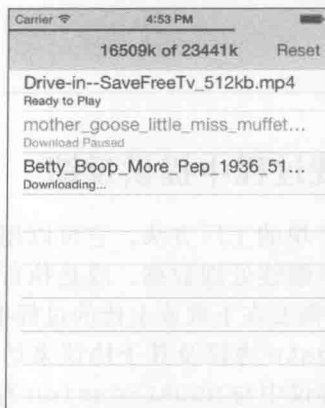 Carrier 4:53 PM
16509k of 23441k Reset
Drive-in--SaveFreeTv_512kb.mp4
Ready to Play
mother_goose_little_miss_muffet...
Download Paused
Betty_Boop_More_Pep_1936_51...
Downloading...